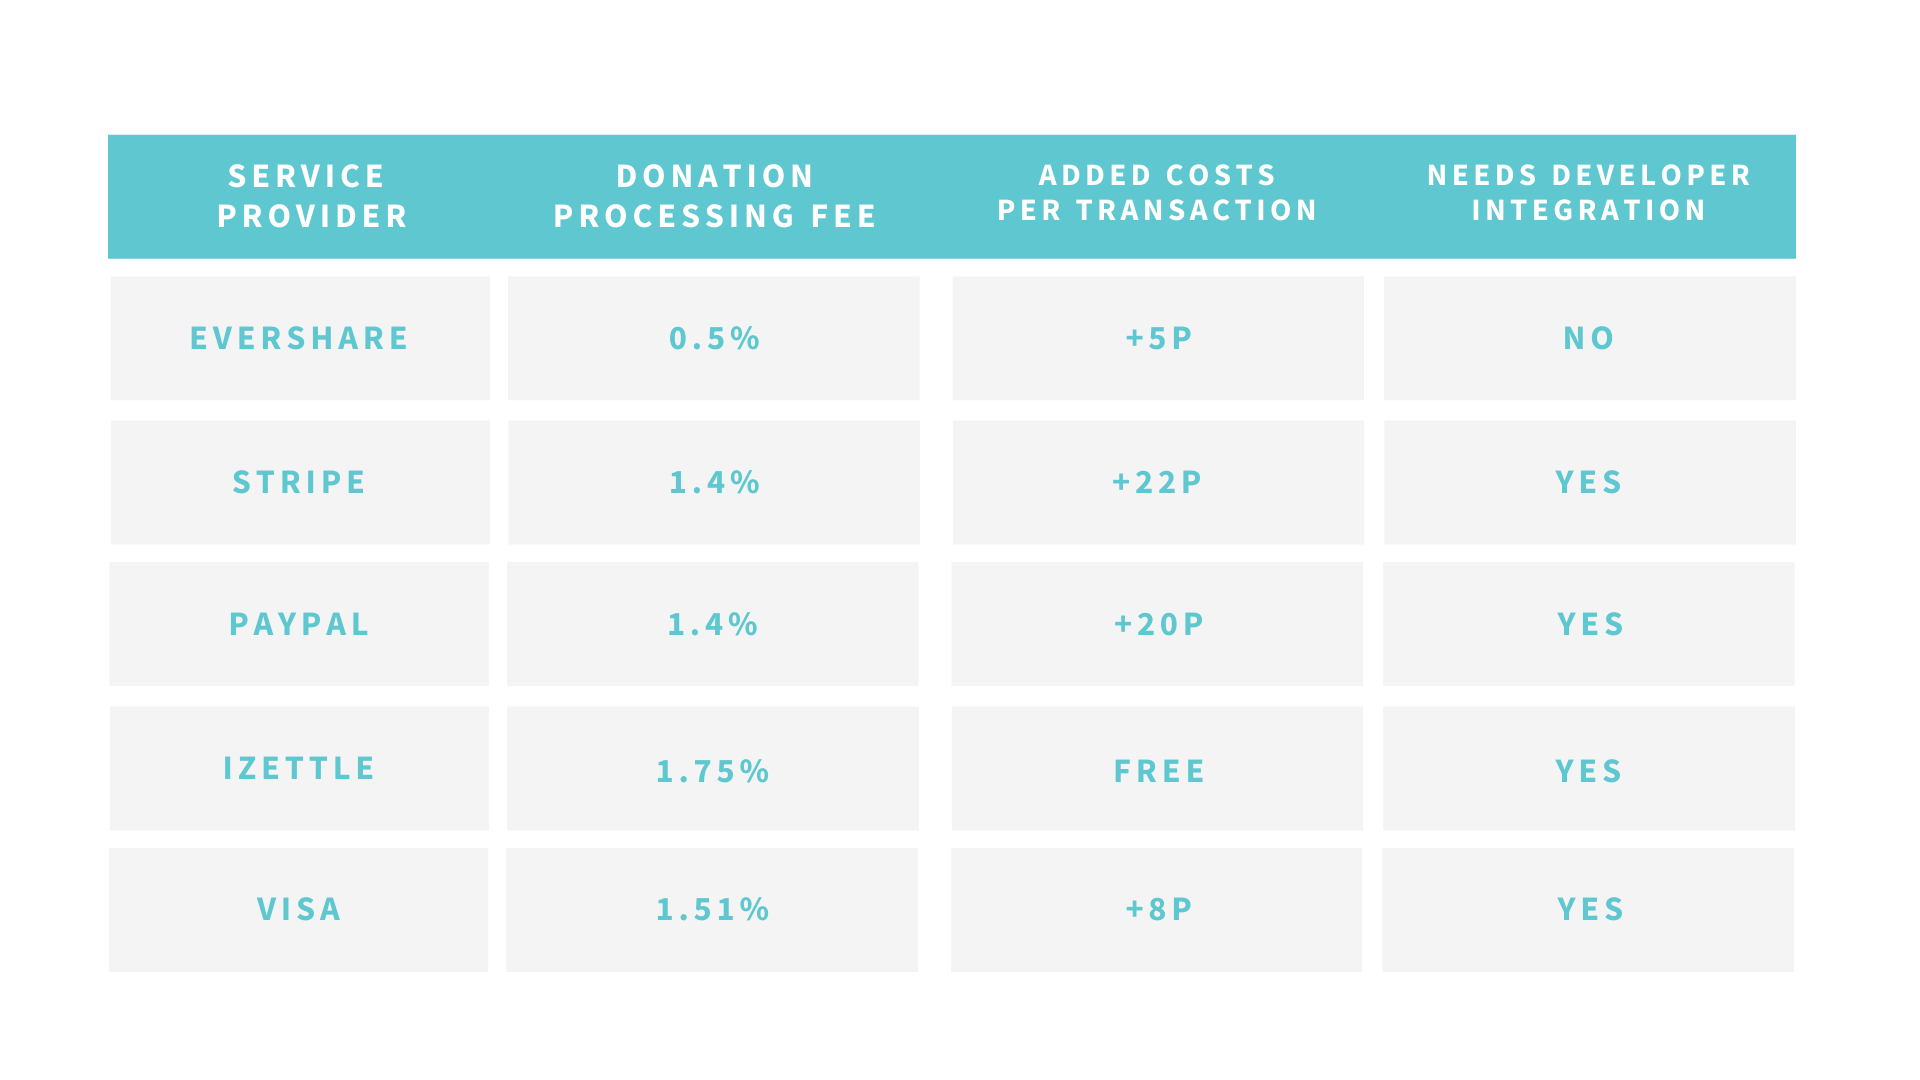 SERVICE
PROVIDER
DONATION
PROCESSING FEE
ADDED COSTS
PER TRANSACTION
NEEDS DEVELOPER
INTEGRATION
EVERSHARE
0.5%
+5P
NO
STRIPE
1.4%
+22P
YES
PAYPAL
1.4%
+20P
YES
IZETTLE
1.75%
FREE
YES
VISA
1.51%
+8P
YES